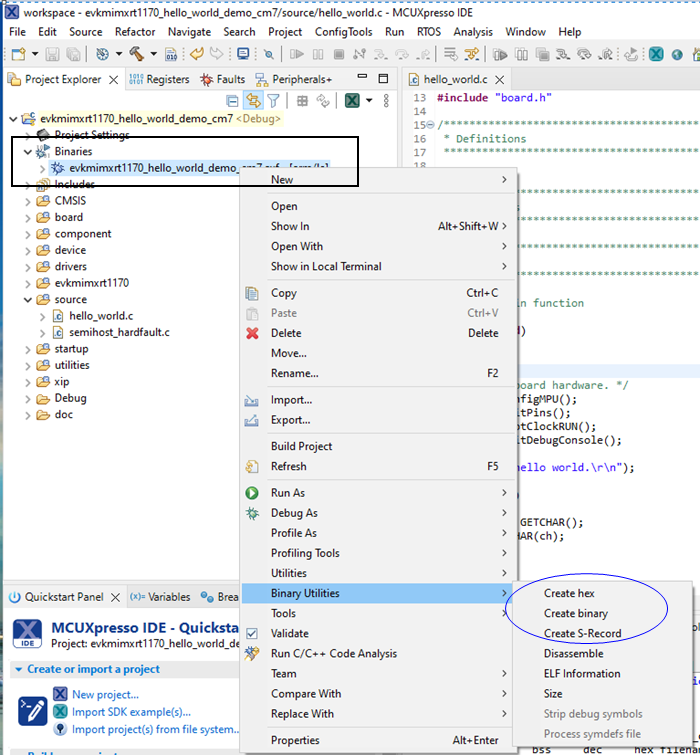 workspace - evkmimxrt1170_hello_world_demo_cm7/source/hello_world.c - MCUXpresso IDE
File Edit Source Refactor Navigate Search Project ConfigTools Run RTOS Analysis Window Help
Project Explorer Registers Faults Peripherals+
hello_world.c
evkmimxrt1170_hello_world_demo_cm7 <Debug>
Project Settings
Binaries
evkmimxrt1170_hello_world_demo_cm7.axf - [arm/le]
Includes
CMSIS
board
component
device
drivers
evkmimxrt1170
source
hello_world.c
semihost_hardfault.c
startup
utilities
xip
Debug
doc
13 #include "board.h"
14
15 /*******************************
16 * Definitions
17 *******************************
18
s
*******************************
*******************************
*******************************
in function
d)
board hardware. */
nfigMPU();
itPins();
otClockRUN();
itDebugConsole();
hello world.\r\n");
)
GETCHAR();
HAR(ch);
New
Open
Show In Alt+Shift+W
Open With
Show in Local Terminal
Copy Ctrl+C
Paste Ctrl+V
Delete Delete
Move...
Rename... F2
Import...
Export...
Build Project
Refresh F5
Run As
Debug As
Profile As
Profiling Tools
Utilities
Binary Utilities
Tools
Validate
Run C/C++ Code Analysis
Team
Compare With
Replace With
Properties Alt+Enter
Create hex
Create binary
Create S-Record
Disassemble
ELF Information
Size
Strip debug symbols
Process symdefs file
Quickstart Panel (x)= Variables Brea
IDE
MCUXpresso IDE - Quicksta
Project: evkmimxrt1170_hello_world_de
Create or import a project
New project...
Import SDK example(s)...
Import project(s) from file system..
bss dec hex filena